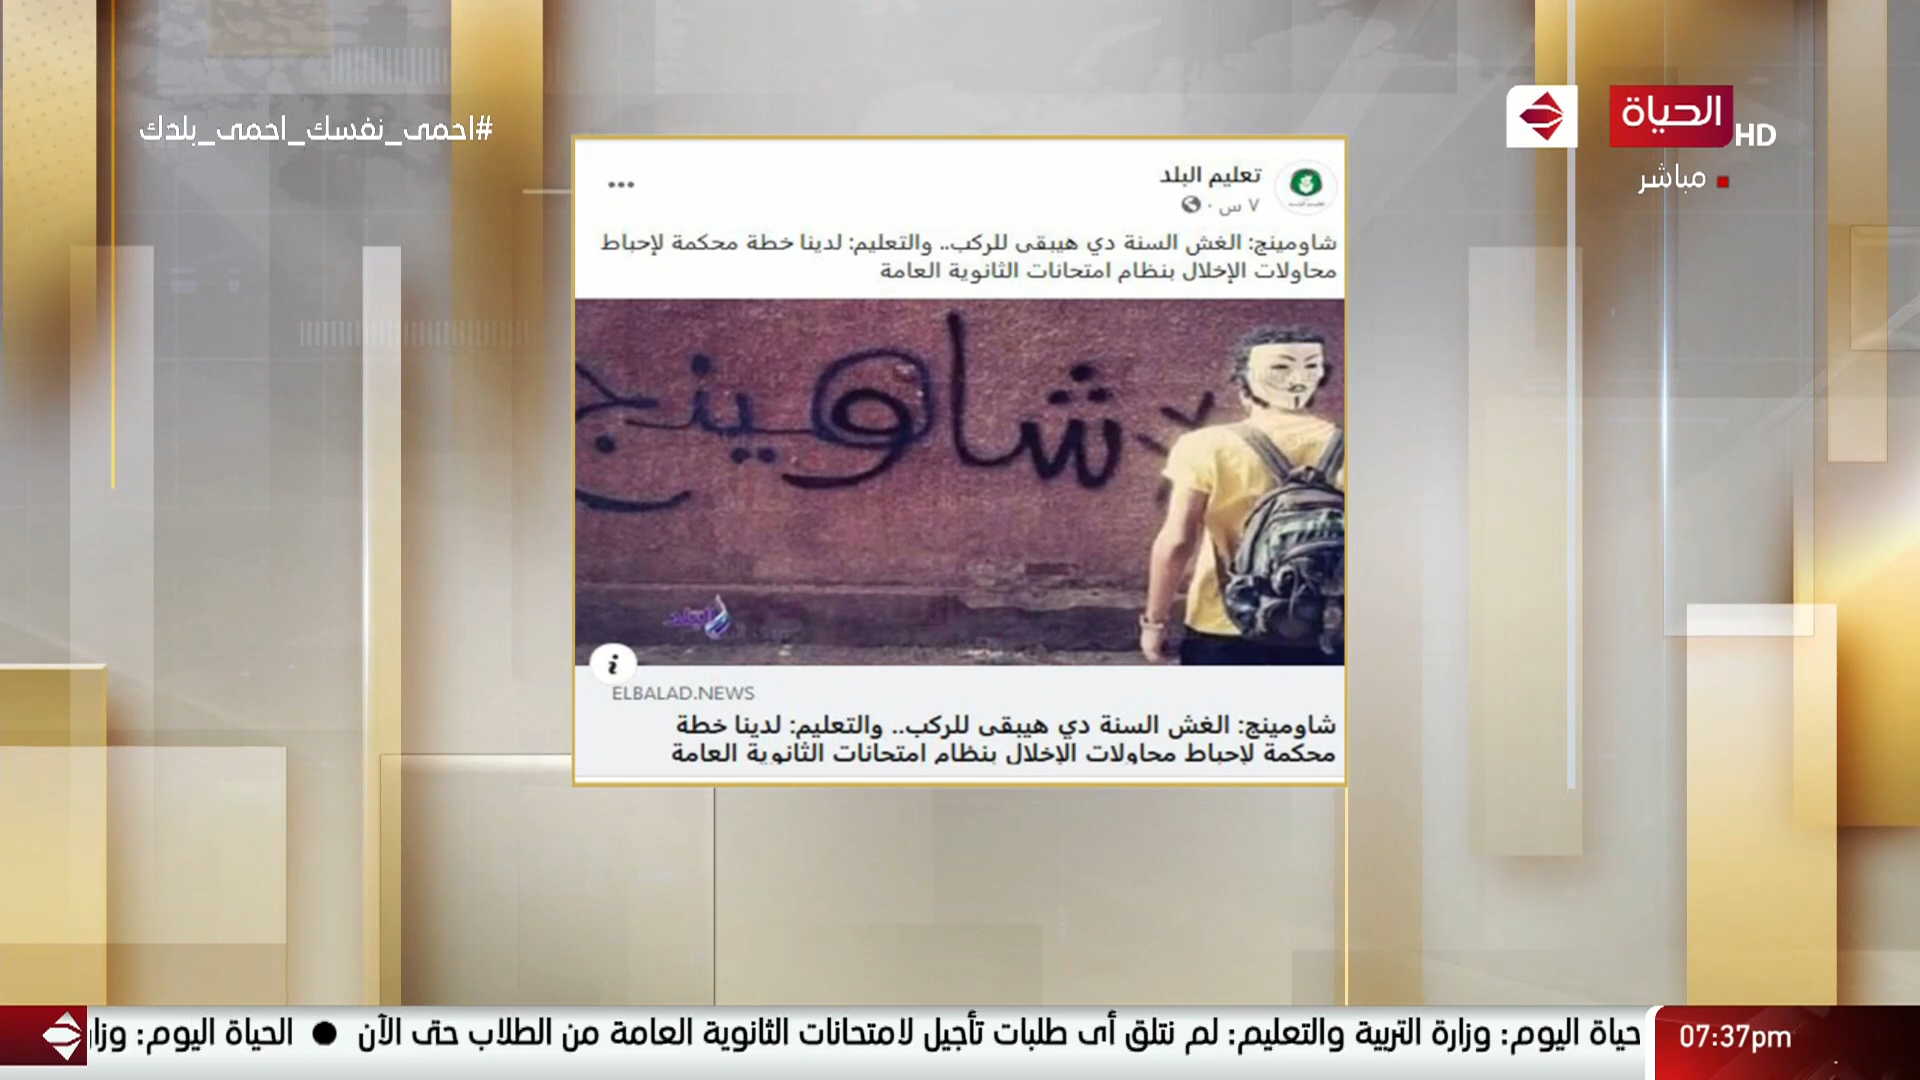 #احمى_نفسك_احمى_بلدك
الحياة
HD
مباشر
تعليم البلد
٧ س ·
شاومينج: الغش السنة دي هيبقى للركب.. والتعليم: لدينا خطة محكمة لإحباط
محاولات الإخلال بنظام امتحانات الثانوية العامة
شاومينج
البلد
ELBALAD.NEWS
شاومينج: الغش السنة دي هيبقى للركب.. والتعليم: لدينا خطة
محكمة لإحباط محاولات الإخلال بنظام امتحانات الثانوية العامة
حياة اليوم: وزارة التربية والتعليم: لم نتلق أى طلبات تأجيل لامتحانات الثانوية العامة من الطلاب حتى الآن ● الحياة اليوم: وزار
07:37pm